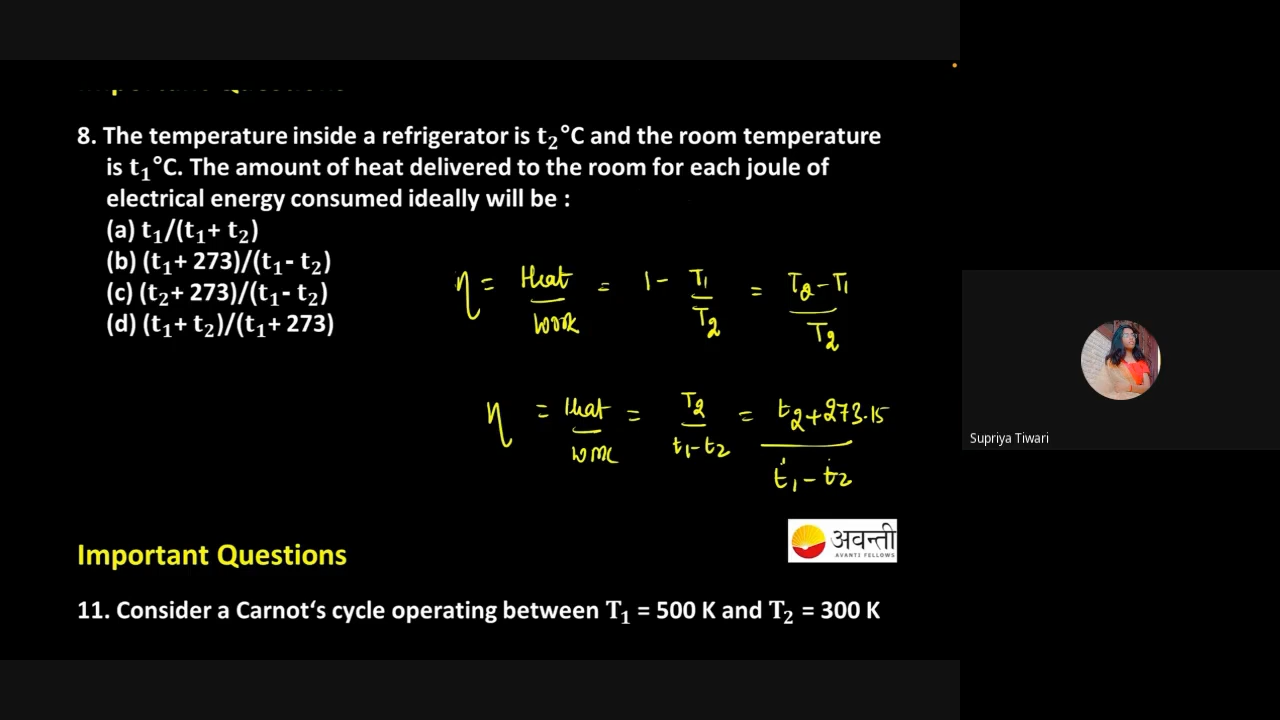 8. The temperature inside a refrigerator is t₂°C and the room temperature
is t₁°C. The amount of heat delivered to the room for each joule of
electrical energy consumed ideally will be :
(a) t₁/(t₁+ t₂)
(b) (t₁+ 273)/(t₁- t₂)
(c) (t₂+ 273)/(t₁- t₂)
(d) (t₁+ t₂)/(t₁+ 273)
η = Heat/work = 1 - T₁/T₂ = T₂-T₁/T₂
η = Heat/work = T₂/t₁-t₂ = t₂+273.15/t₁-t₂
Supriya Tiwari
अवन्ती
AVANTI FELLOWS
Important Questions
11. Consider a Carnot‘s cycle operating between T₁ = 500 K and T₂ = 300 K